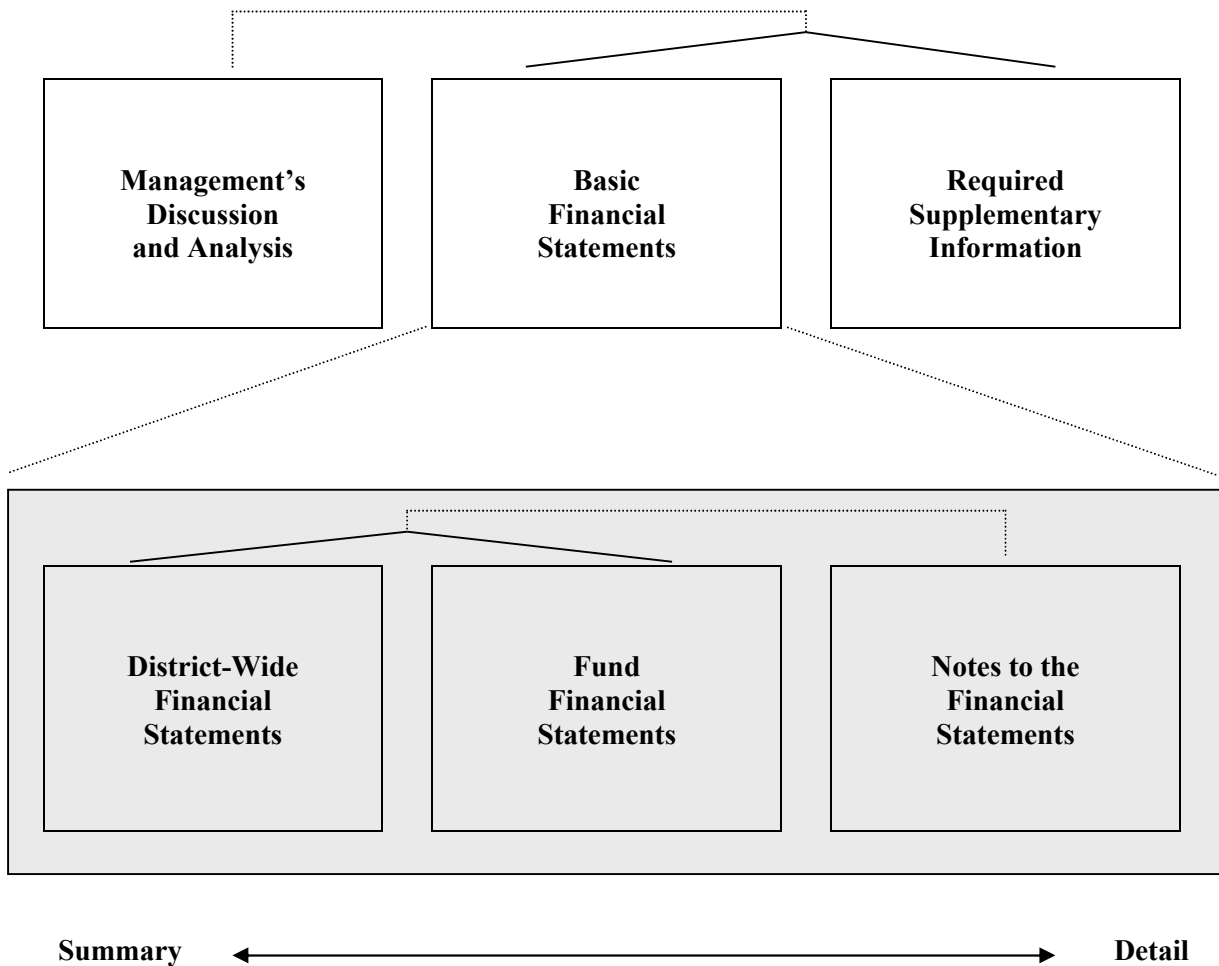 Management’s
Discussion
and Analysis
Basic
Financial
Statements
Required
Supplementary
Information
District-Wide
Financial
Statements
Fund
Financial
Statements
Notes to the
Financial
Statements
Summary
Detail